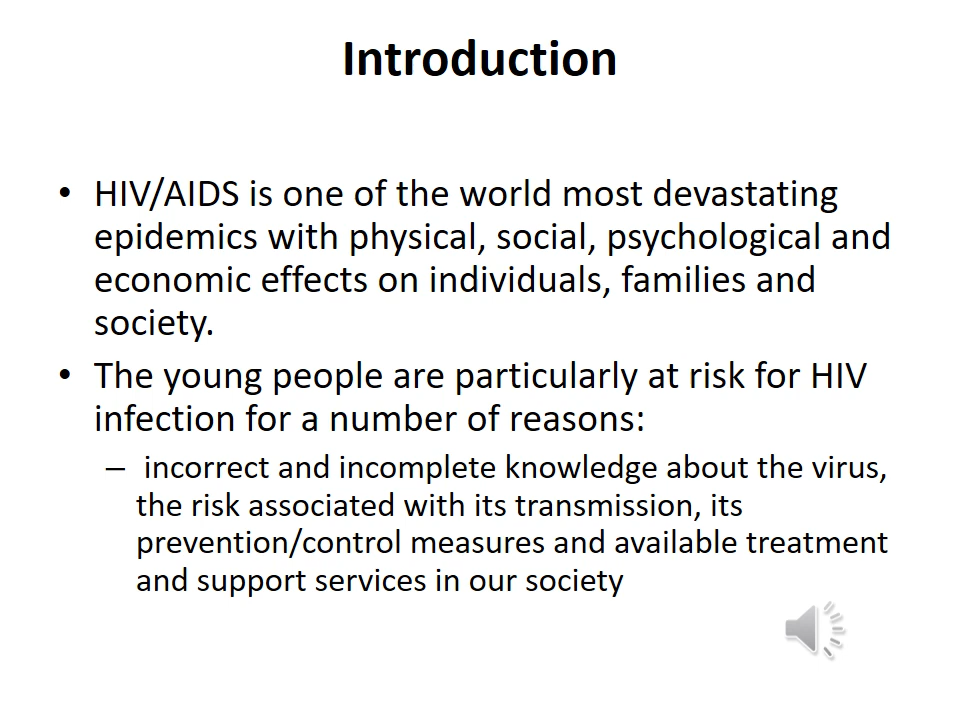 Introduction
• HIV/AIDS is one of the world most devastating
epidemics with physical, social, psychological and
economic effects on individuals, families and
society.
• The young people are particularly at risk for HIV
infection for a number of reasons:
– incorrect and incomplete knowledge about the virus,
the risk associated with its transmission, its
prevention/control measures and available treatment
and support services in our society